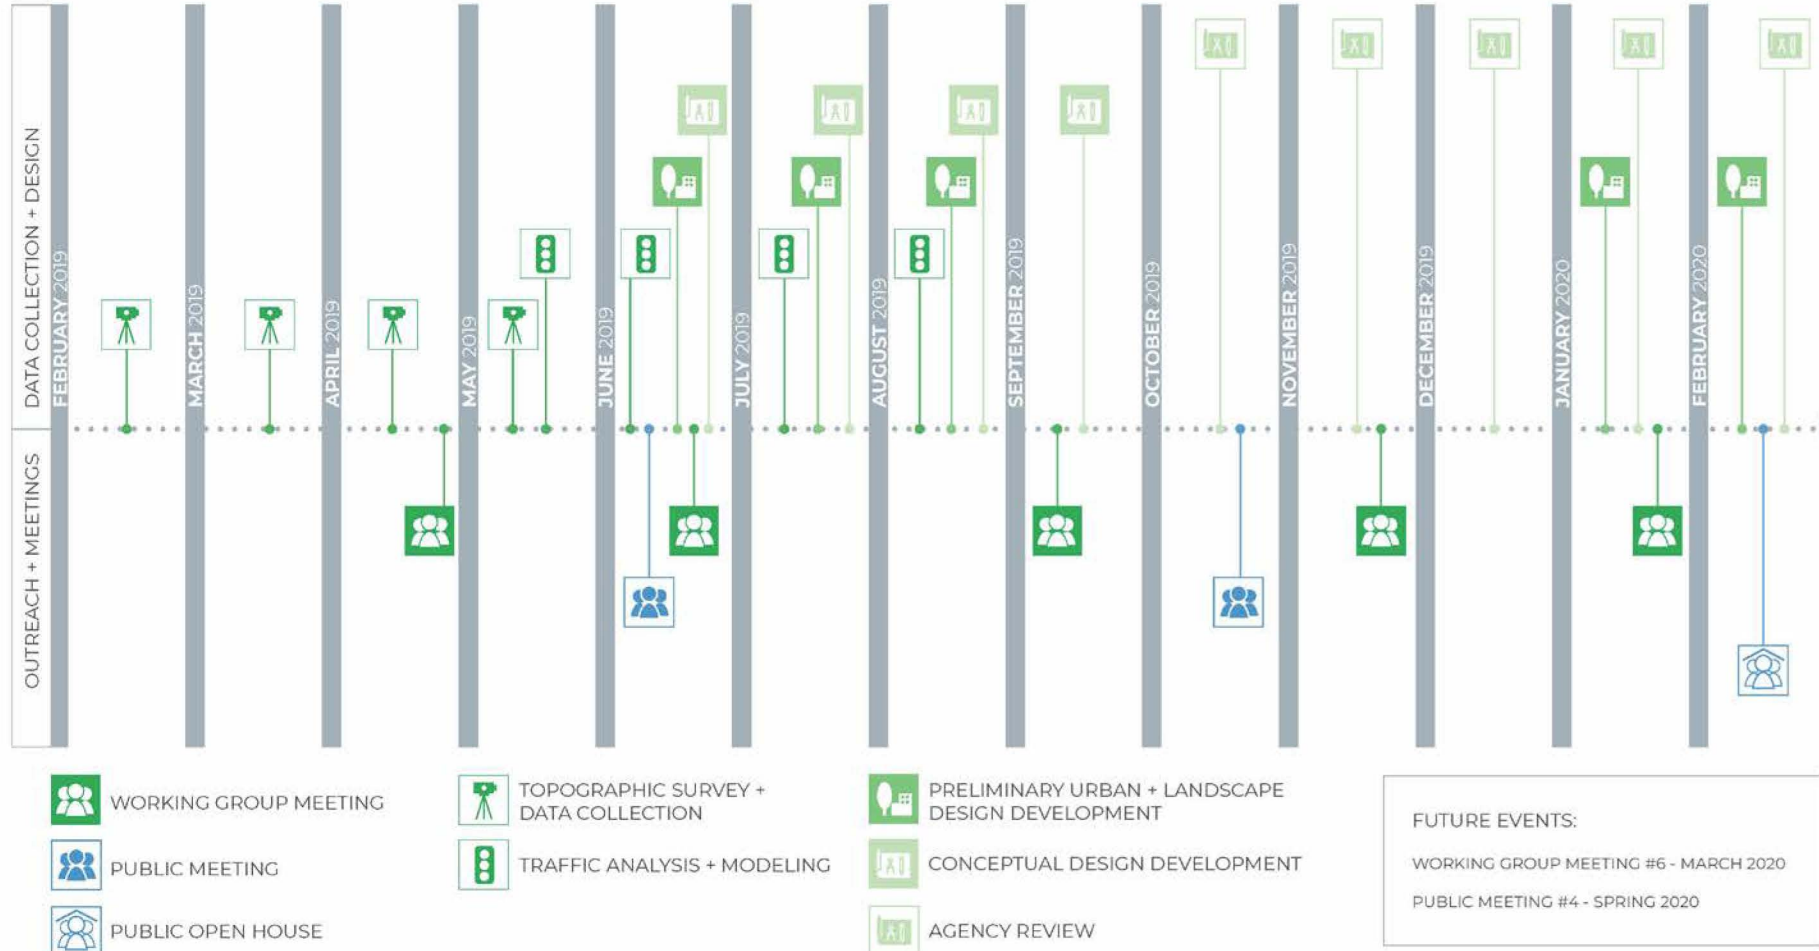 DATA COLLECTION + DESIGN
OUTREACH + MEETINGS
FEBRUARY 2019
MARCH 2019
APRIL 2019
MAY 2019
JUNE 2019
JULY 2019
AUGUST 2019
SEPTEMBER 2019
OCTOBER 2019
NOVEMBER 2019
DECEMBER 2019
JANUARY 2020
FEBRUARY 2020
WORKING GROUP MEETING
PUBLIC MEETING
PUBLIC OPEN HOUSE
TOPOGRAPHIC SURVEY +
DATA COLLECTION
TRAFFIC ANALYSIS + MODELING
PRELIMINARY URBAN + LANDSCAPE
DESIGN DEVELOPMENT
CONCEPTUAL DESIGN DEVELOPMENT
AGENCY REVIEW
FUTURE EVENTS:
WORKING GROUP MEETING #6 - MARCH 2020
PUBLIC MEETING #4 - SPRING 2020